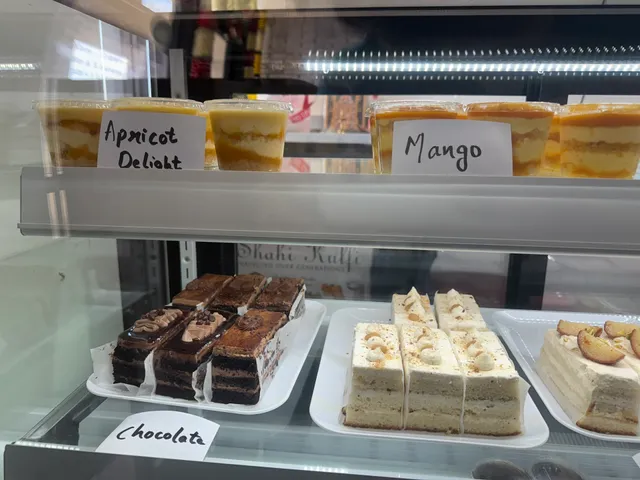 Apricot
Delight
Mango
Shahi Kulfi
Chocolate